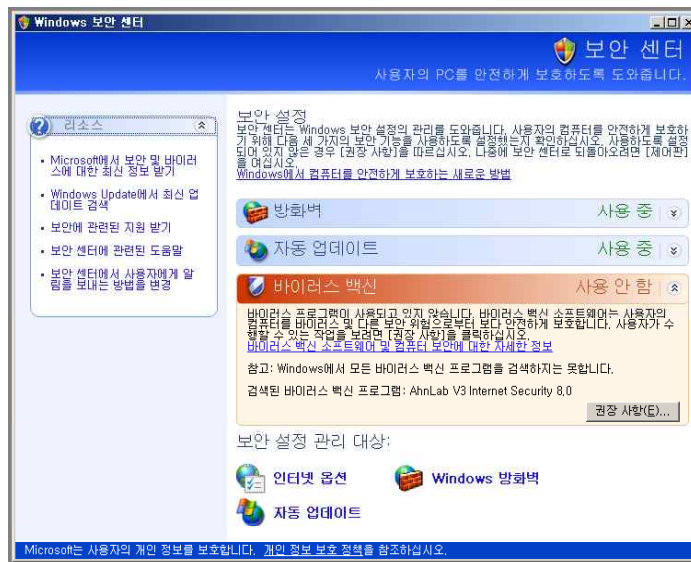 Windows 보안 센터
보안 센터
사용자의 PC를 안전하게 보호하도록 도와줍니다.
리소스
• Microsoft에서 보안 및 바이러
스에 대한 최신 정보 받기
• Windows Update에서 최신 업
데이트 검색
• 보안에 관련된 지원 받기
• 보안 센터에 관련된 도움말
• 보안 센터에서 사용자에게 알
림을 보내는 방법을 변경
보안 설정
보안 센터는 Windows 보안 설정의 관리를 도와줍니다. 사용자의 컴퓨터를 안전하게 보호하
기 위해 다음 세 가지의 보안 기능을 사용하도록 설정했는지 확인하십시오. 사용하도록 설정
되어 있지 않은 경우 [권장 사항]을 따르십시오. 나중에 보안 센터로 되돌아오려면 [제어판]
을 여십시오.
Windows에서 컴퓨터를 안전하게 보호하는 새로운 방법
방화벽 사용 중
자동 업데이트 사용 중
바이러스 백신 사용 안 함
바이러스 프로그램이 사용되고 있지 않습니다. 바이러스 백신 소프트웨어는 사용자의
컴퓨터를 바이러스 및 다른 보안 위험으로부터 보다 안전하게 보호합니다. 사용자가 수
행할 수 있는 작업을 보려면 [권장 사항]을 클릭하십시오.
바이러스 백신 소프트웨어 및 컴퓨터 보안에 대한 자세한 정보
참고: Windows에서 모든 바이러스 백신 프로그램을 검색하지는 못합니다.
검색된 바이러스 백신 프로그램: AhnLab V3 Internet Security 8.0
권장 사항(E)...
보안 설정 관리 대상:
인터넷 옵션
Windows 방화벽
자동 업데이트
Microsoft는 사용자의 개인 정보를 보호합니다. 개인 정보 보호 정책을 참조하십시오.